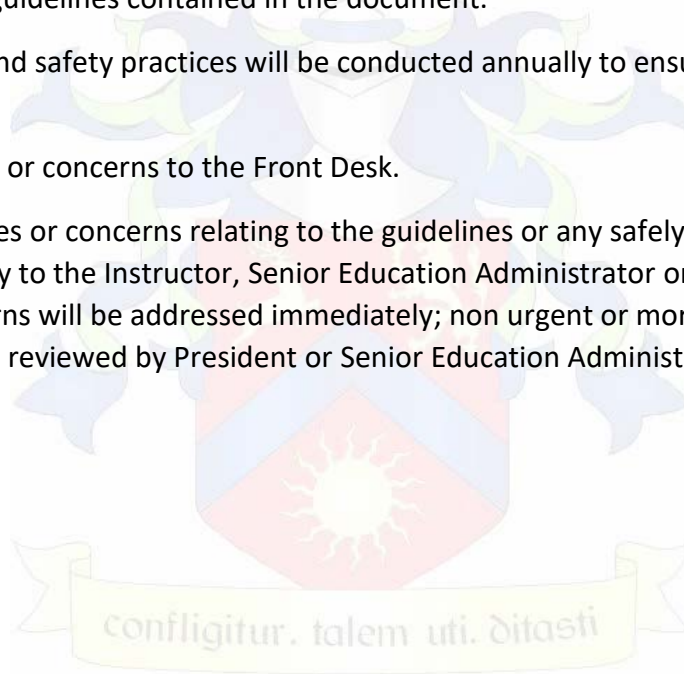 guidelines contained in the document.
nd safety practices will be conducted annually to ensu
or concerns to the Front Desk.
es or concerns relating to the guidelines or any safely
y to the Instructor, Senior Education Administrator or
rns will be addressed immediately; non urgent or mor
reviewed by President or Senior Education Administ
confligitur. talem uti. ditasti